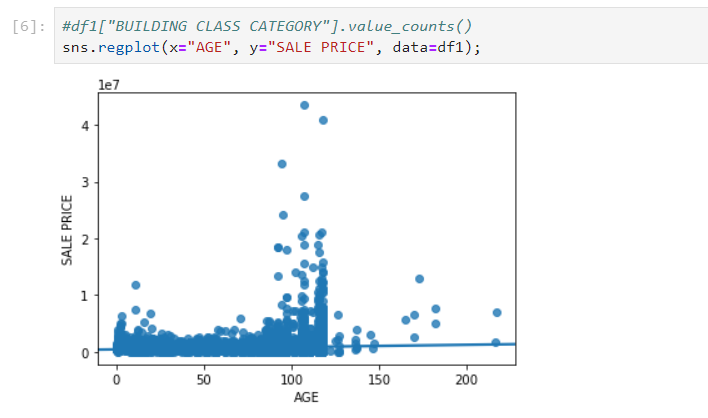 [6]: #df1["BUILDING CLASS CATEGORY"].value_counts()
sns.regplot(x="AGE", y="SALE PRICE", data=df1);
1e7
4
3
2
1
0
SALE PRICE
0 50 100 150 200
AGE